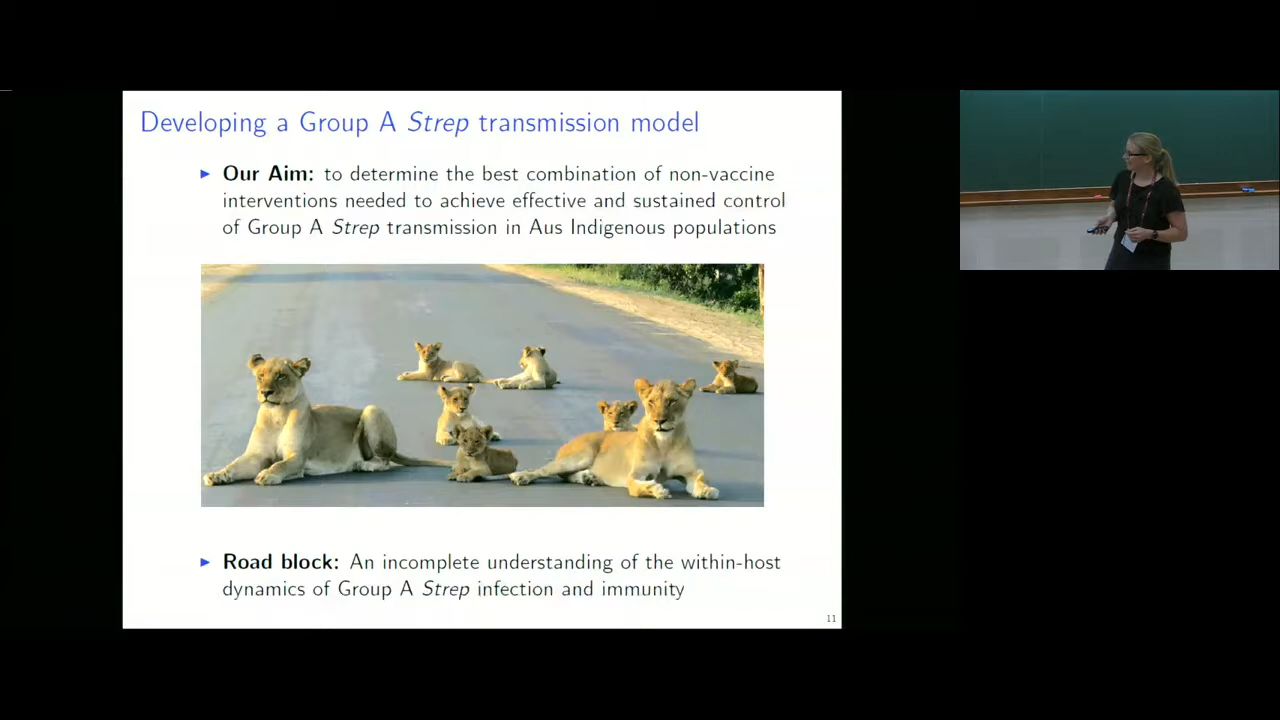 Developing a Group A Strep transmission model
▶ Our Aim: to determine the best combination of non-vaccine
interventions needed to achieve effective and sustained control
of Group A Strep transmission in Aus Indigenous populations
▶ Road block: An incomplete understanding of the within-host
dynamics of Group A Strep infection and immunity
11